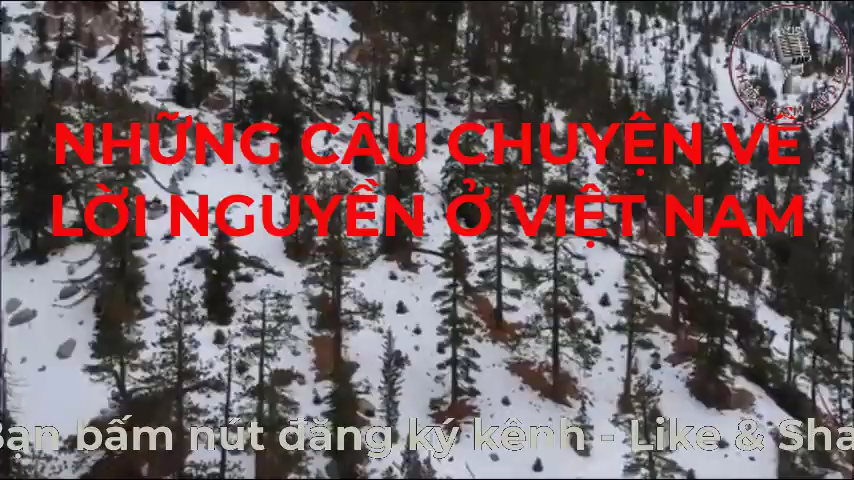 NHỮNG CÂU CHUYỆN VỀ
LỜI NGUYỀN Ở VIỆT NAM
Bạn bấm nút đăng ký kênh - Like & Sha